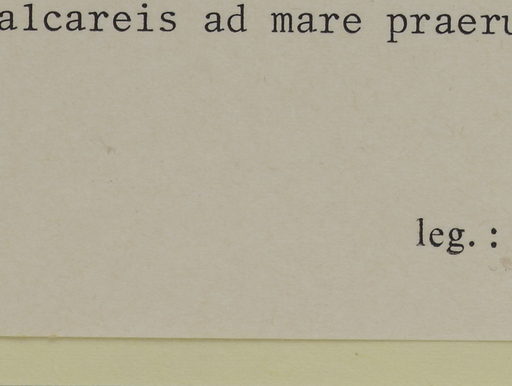 alcareis ad mare praeru
leg. :